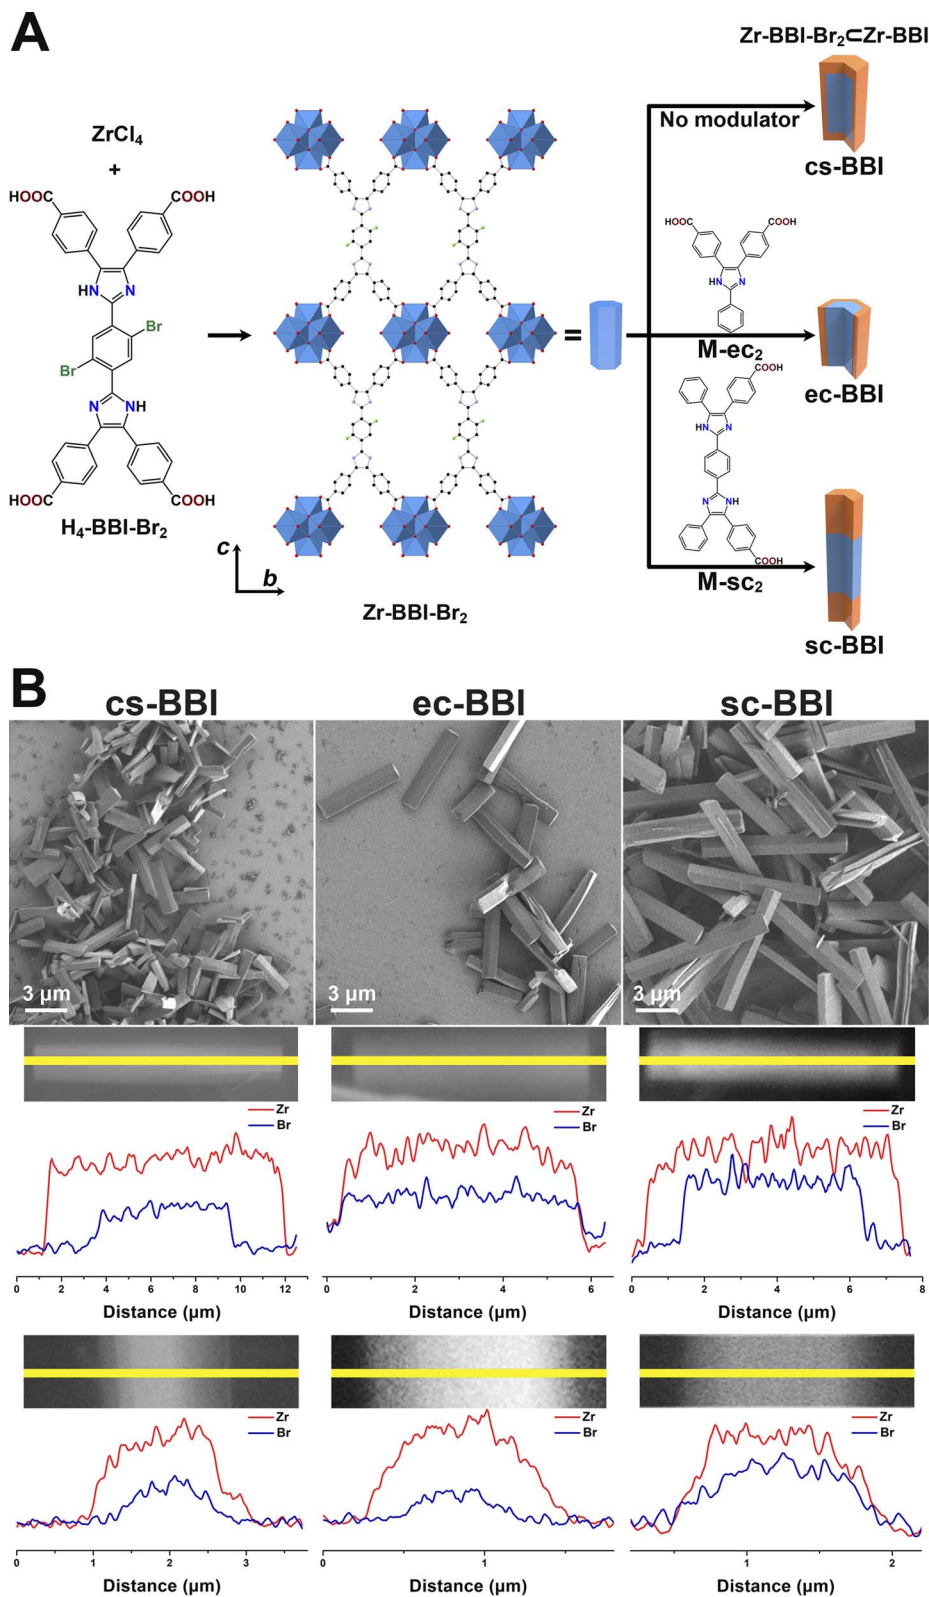 A
Zr-BBI-Br2⊂Zr-BBI
ZrCl4
+
No modulator
cs-BBI
HOOC
COOH
HN
N
Br
Br
N
NH
HOOC
COOH
H4-BBI-Br2
c
b
Zr-BBI-Br2
=
HOOC
COOH
HN
N
M-ec2
ec-BBI
COOH
HN
N
N
NH
COOH
M-sc2
sc-BBI
B
cs-BBI
ec-BBI
sc-BBI
3 µm
3 µm
3 µm
Zr
Br
0 2 4 6 8 10 12
Distance (µm)
Zr
Br
0 2 4 6
Distance (µm)
Zr
Br
0 2 4 6 8
Distance (µm)
Zr
Br
0 1 2 3
Distance (µm)
Zr
Br
0 1
Distance (µm)
Zr
Br
1 2
Distance (µm)